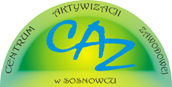 CENTRUM AKTYWIZACJI ZAWODOWEJ
CAZ
w SOSNOWCU